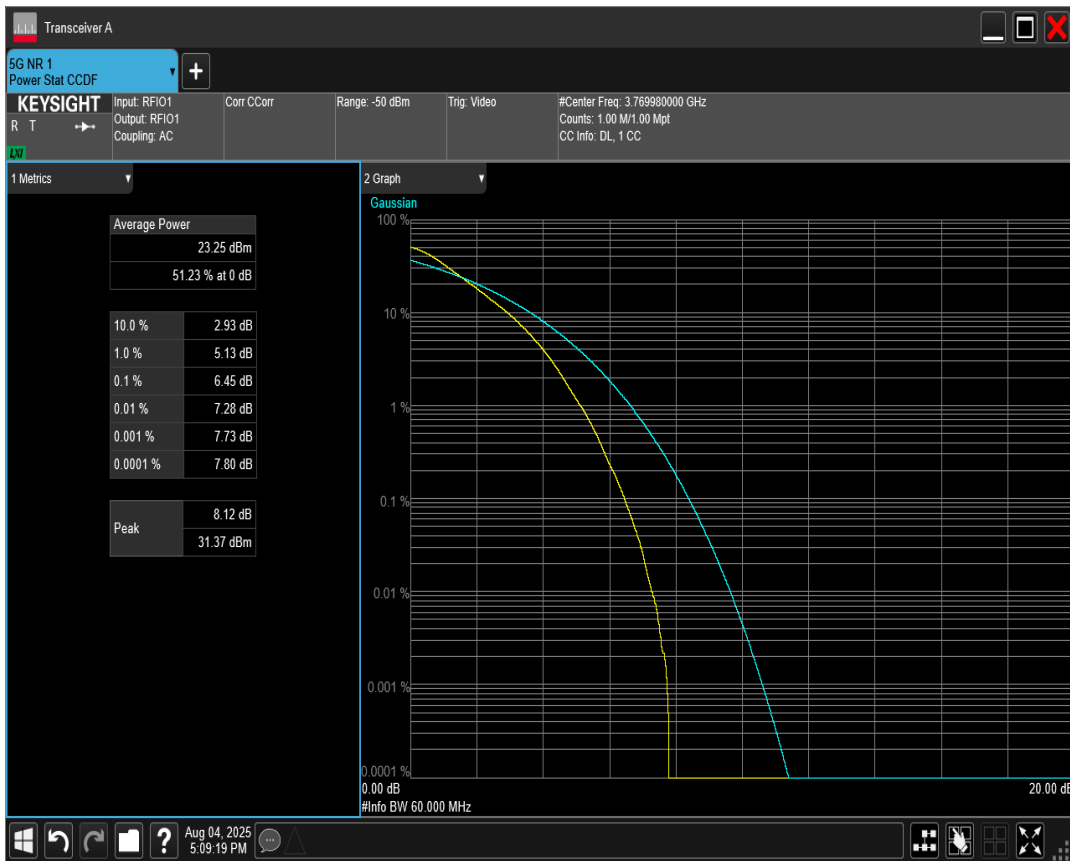 Transceiver A
5G NR 1
Power Stat CCDF
+
KEYSIGHT
R T
LXI
Input: RFIO1
Output: RFIO1
Coupling: AC
Corr CCorr
Range: -50 dBm
Trig: Video
#Center Freq: 3.769980000 GHz
Counts: 1.00 M/1.00 Mpt
CC Info: DL, 1 CC
1 Metrics
Average Power
23.25 dBm
51.23 % at 0 dB
10.0 % 2.93 dB
1.0 % 5.13 dB
0.1 % 6.45 dB
0.01 % 7.28 dB
0.001 % 7.73 dB
0.0001 % 7.80 dB
Peak
8.12 dB
31.37 dBm
2 Graph
Gaussian
100 %
10 %
1 %
0.1 %
0.01 %
0.001 %
0.0001 %
0.00 dB 20.00 dB
#Info BW 60.000 MHz
?
Aug 04, 2025
5:09:19 PM